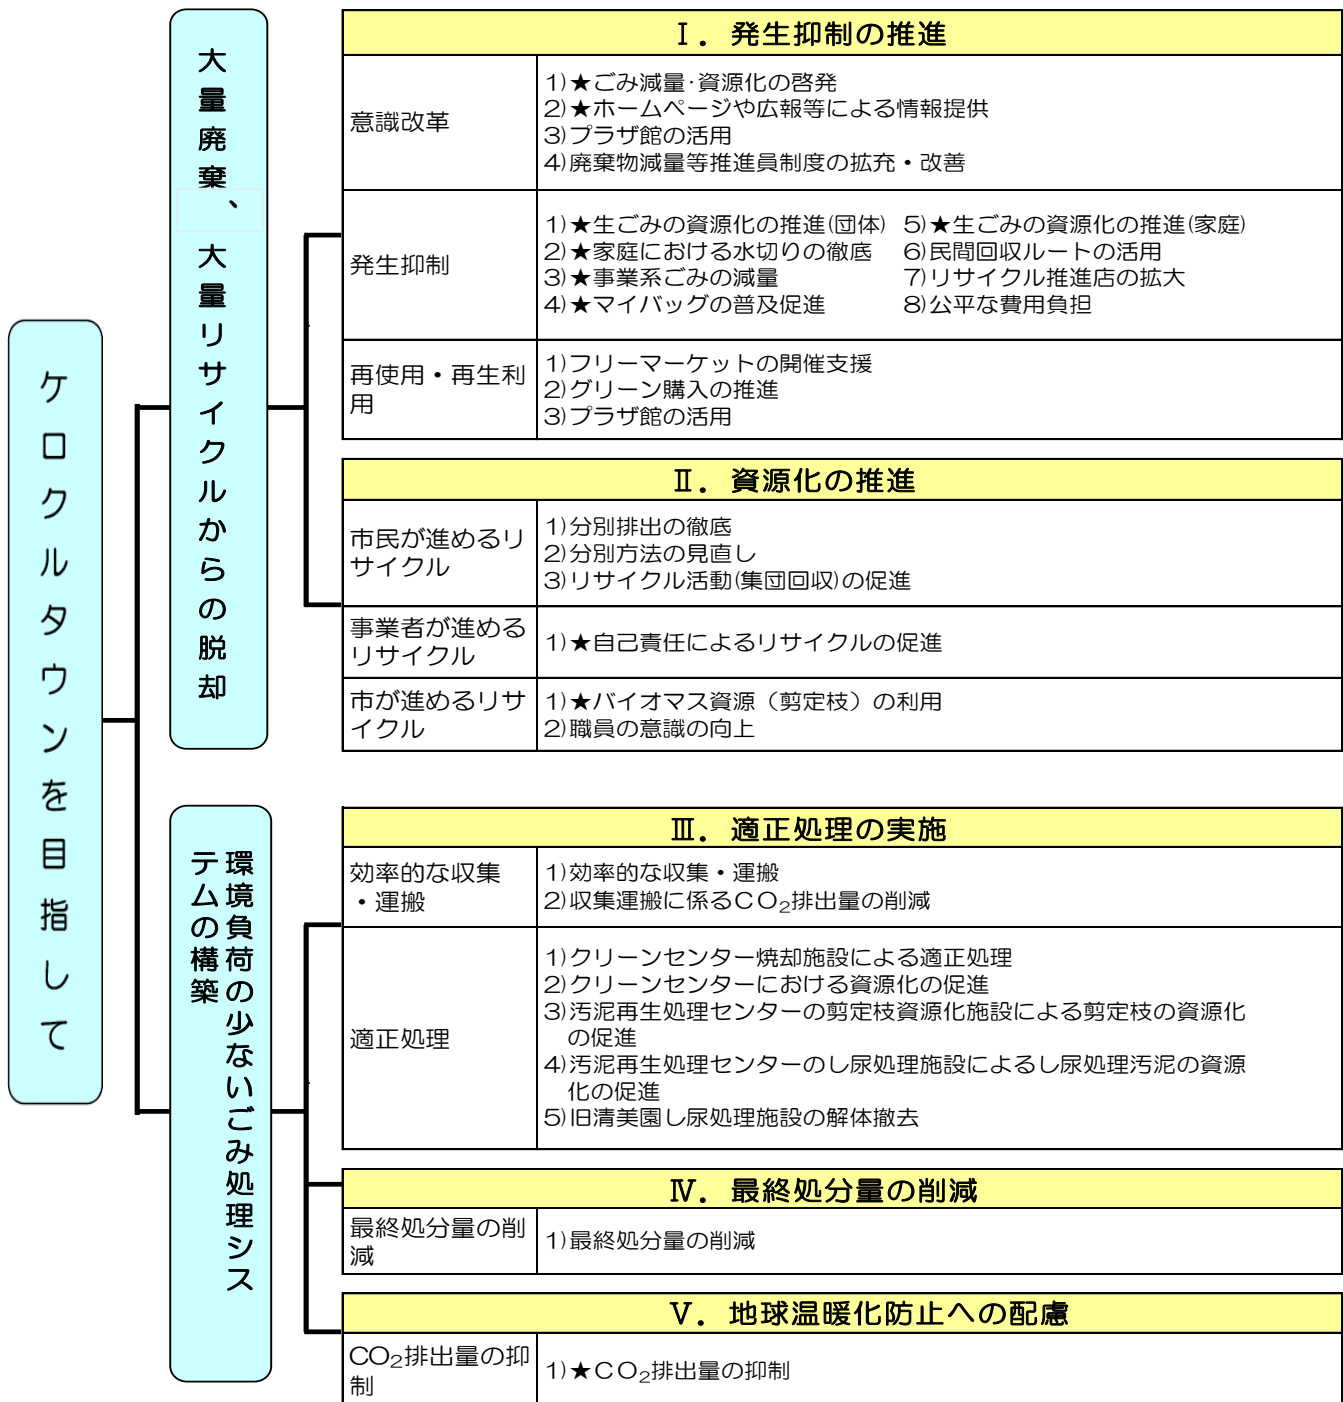 ケロクルタウンを目指して
大量廃棄、大量リサイクルからの脱却
Ⅰ．発生抑制の推進
意識改革
1)★ごみ減量・資源化の啓発
2)★ホームページや広報等による情報提供
3)プラザ館の活用
4)廃棄物減量等推進員制度の拡充・改善
発生抑制
1)★生ごみの資源化の推進(団体)
2)★家庭における水切りの徹底
3)★事業系ごみの減量
4)★マイバッグの普及促進
5)★生ごみの資源化の推進(家庭)
6)民間回収ルートの活用
7)リサイクル推進店の拡大
8)公平な費用負担
再使用・再生利
用
1)フリーマーケットの開催支援
2)グリーン購入の推進
3)プラザ館の活用
Ⅱ．資源化の推進
市民が進めるリ
サイクル
1)分別排出の徹底
2)分別方法の見直し
3)リサイクル活動(集団回収)の促進
事業者が進める
リサイクル
1)★自己責任によるリサイクルの促進
市が進めるリサ
イクル
1)★バイオマス資源（剪定枝）の利用
2)職員の意識の向上
環境負荷の少ないごみ処理シス
テムの構築
Ⅲ．適正処理の実施
効率的な収集
・運搬
1)効率的な収集・運搬
2)収集運搬に係るCO₂排出量の削減
適正処理
1)クリーンセンター焼却施設による適正処理
2)クリーンセンターにおける資源化の促進
3)汚泥再生処理センターの剪定枝資源化施設による剪定枝の資源化
の促進
4)汚泥再生処理センターのし尿処理施設によるし尿処理汚泥の資源
化の促進
5)旧清美園し尿処理施設の解体撤去
Ⅳ．最終処分量の削減
最終処分量の削
減
1)最終処分量の削減
Ⅴ．地球温暖化防止への配慮
CO₂排出量の抑
制
1)★CO₂排出量の抑制